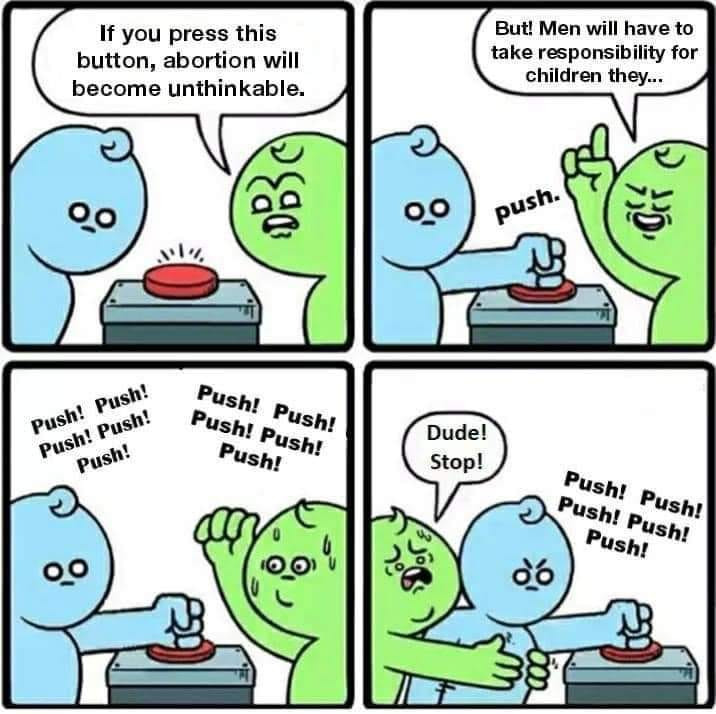 If you press this
button, abortion will
become unthinkable.
But! Men will have to
take responsibility for
children they...
push.
Push! Push!
Push! Push!
Push!
Push! Push!
Push! Push!
Push!
Dude!
Stop!
Push! Push!
Push! Push!
Push!